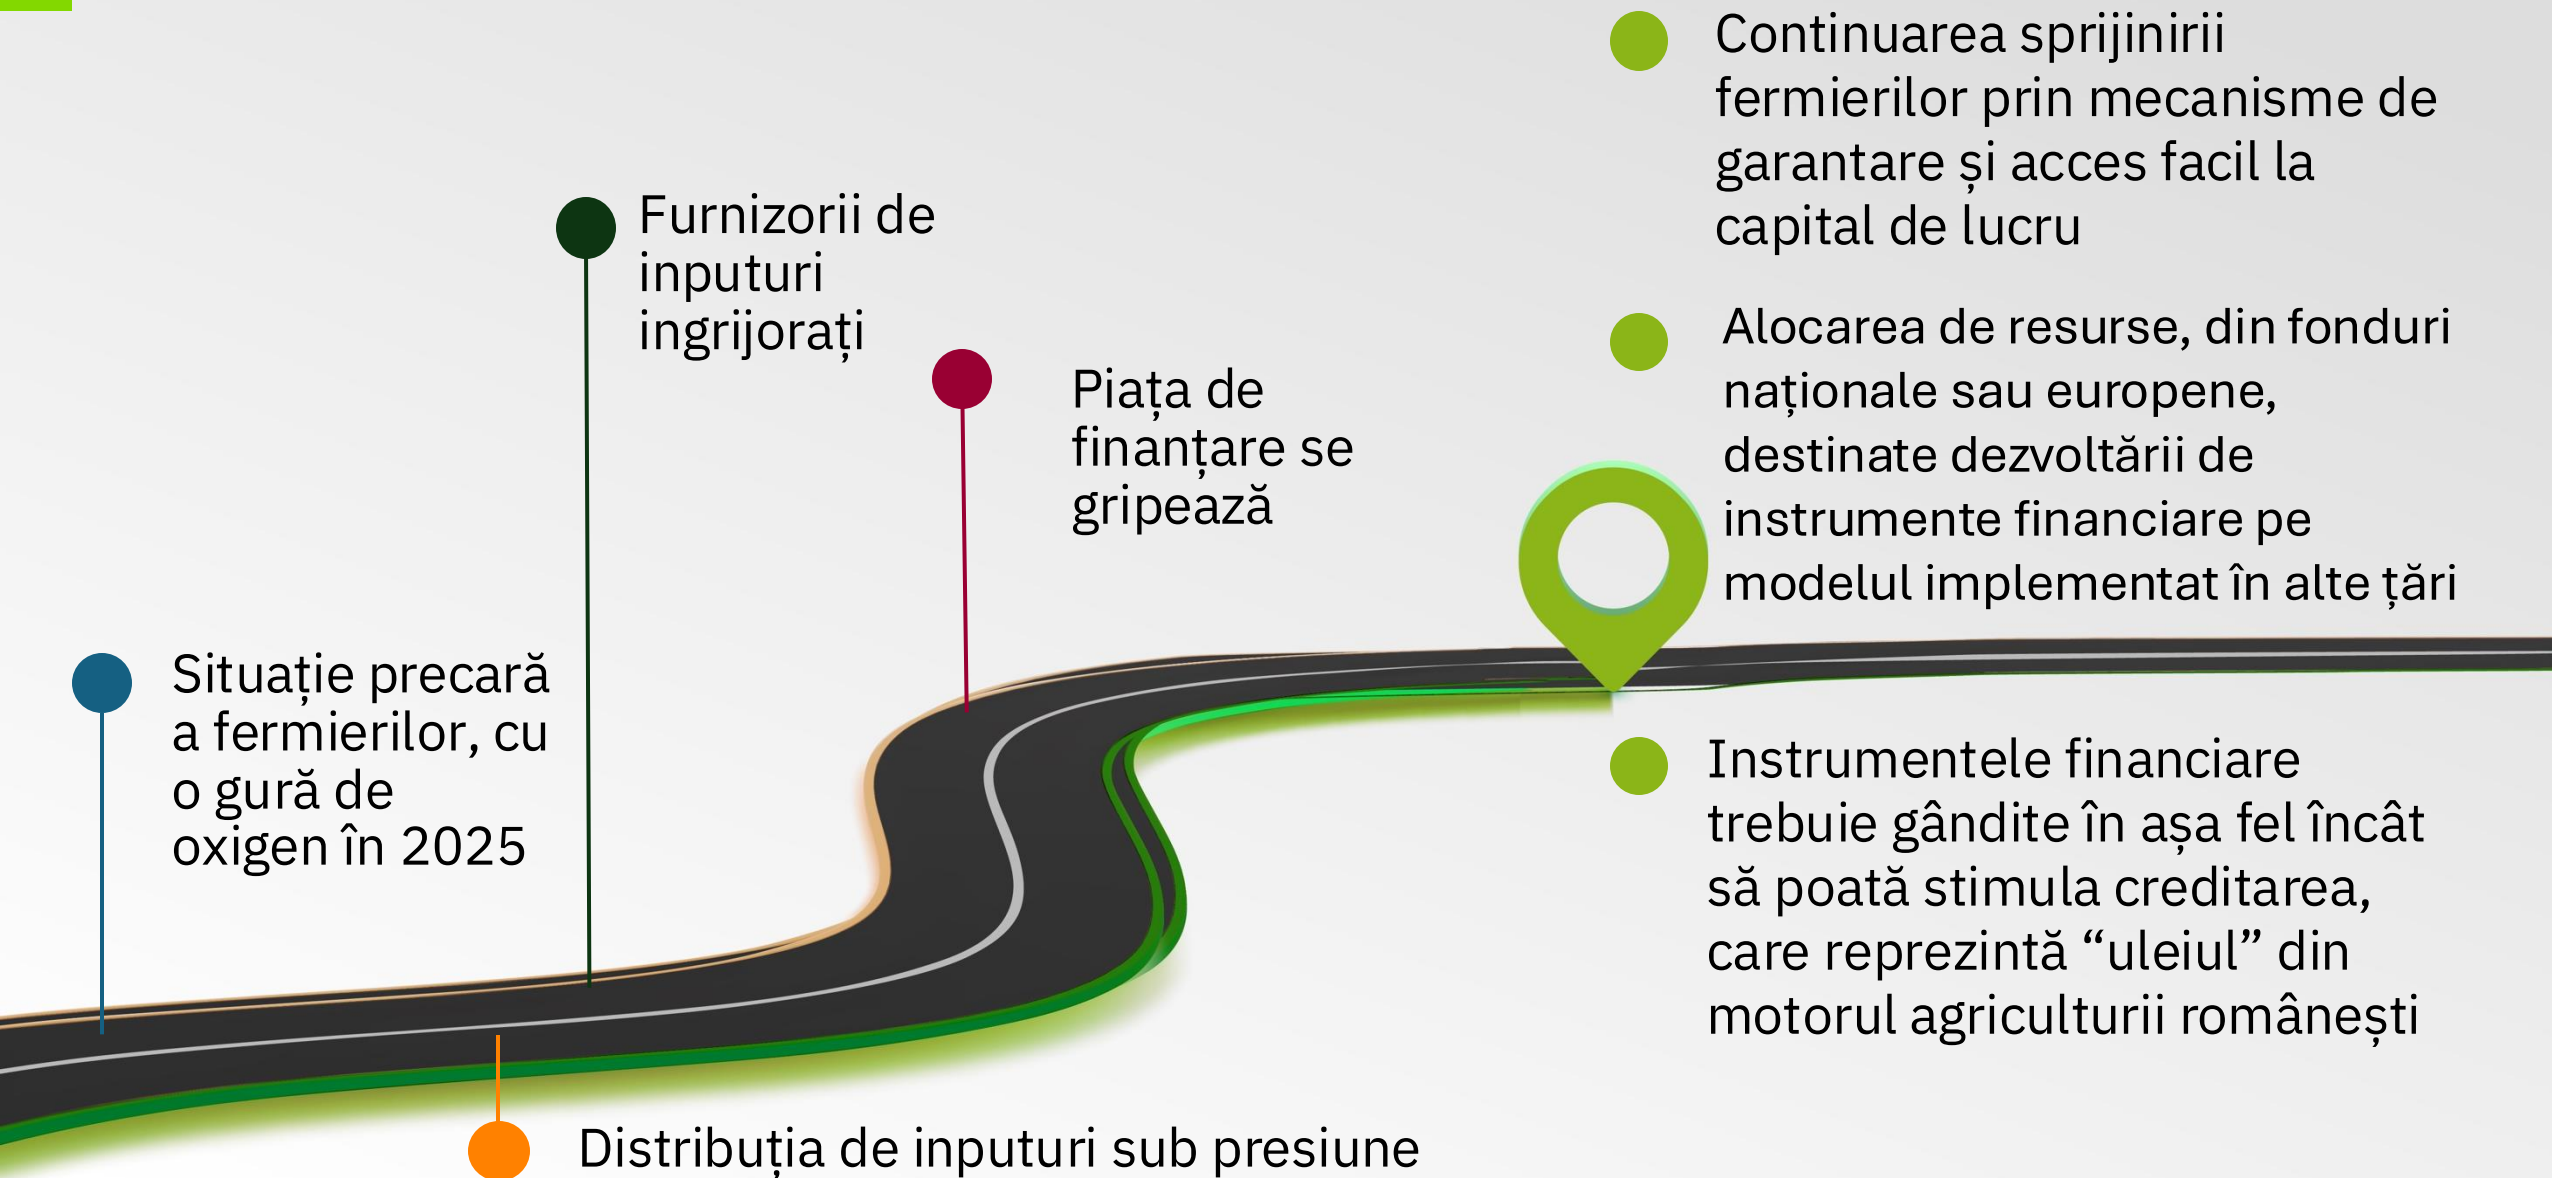 Situație precară
a fermierilor, cu
o gură de
oxigen în 2025
Distribuția de inputuri sub presiune
Furnizorii de
inputuri
ingrijorați
Piața de
finanțare se
gripează
Continuarea sprijinirii
fermierilor prin mecanisme de
garantare și acces facil la
capital de lucru
Alocarea de resurse, din fonduri
naționale sau europene,
destinate dezvoltării de
instrumente financiare pe
modelul implementat în alte țări
Instrumentele financiare
trebuie gândite în așa fel încât
să poată stimula creditarea,
care reprezintă “uleiul” din
motorul agriculturii românești